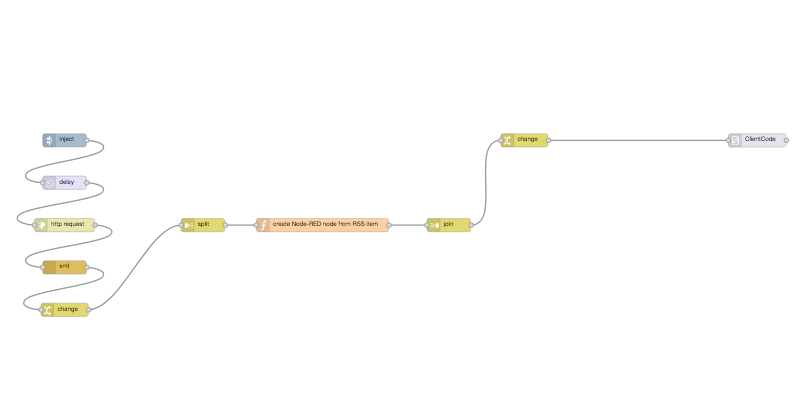 inject
delay
http request
xml
change
split
create Node-RED node from RSS item
join
change
ClientCode